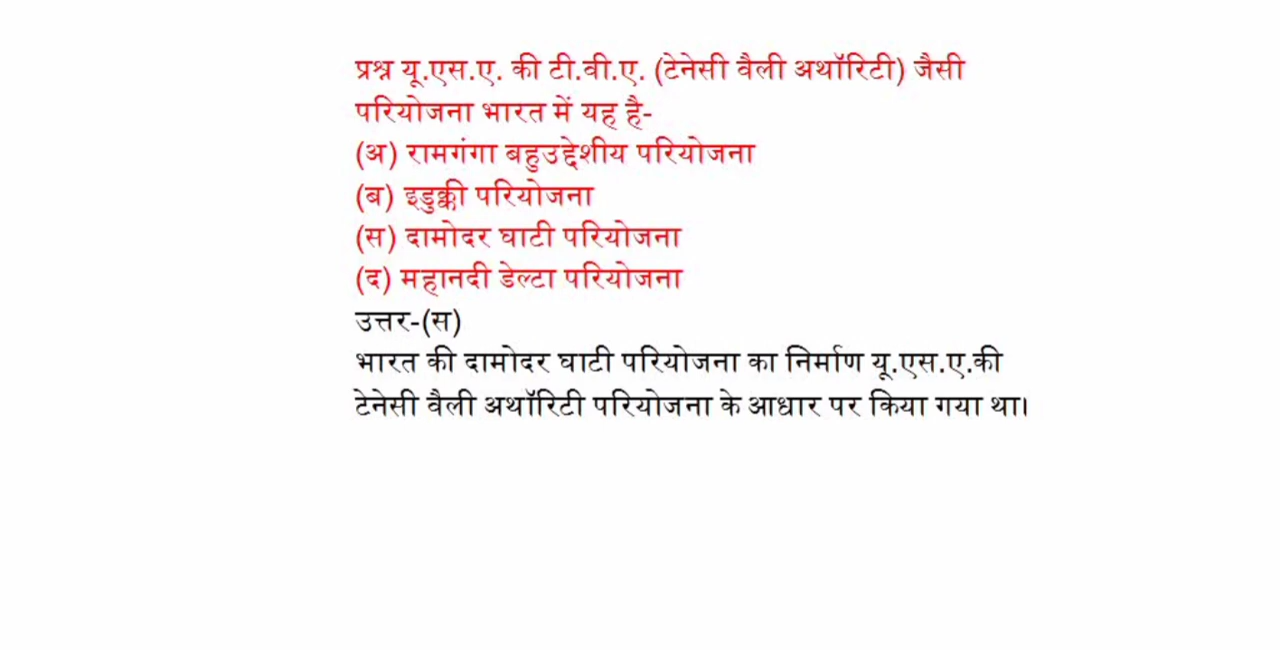 प्रश्न यू.एस.ए. की टी.वी.ए. (टेनेसी वैली अथॉरिटी) जैसी
परियोजना भारत में यह है-
(अ) रामगंगा बहुउद्देशीय परियोजना
(ब) इडुक्की परियोजना
(स) दामोदर घाटी परियोजना
(द) महानदी डेल्टा परियोजना
उत्तर-(स)
भारत की दामोदर घाटी परियोजना का निर्माण यू.एस.ए.की
टेनेसी वैली अथॉरिटी परियोजना के आधार पर किया गया था।